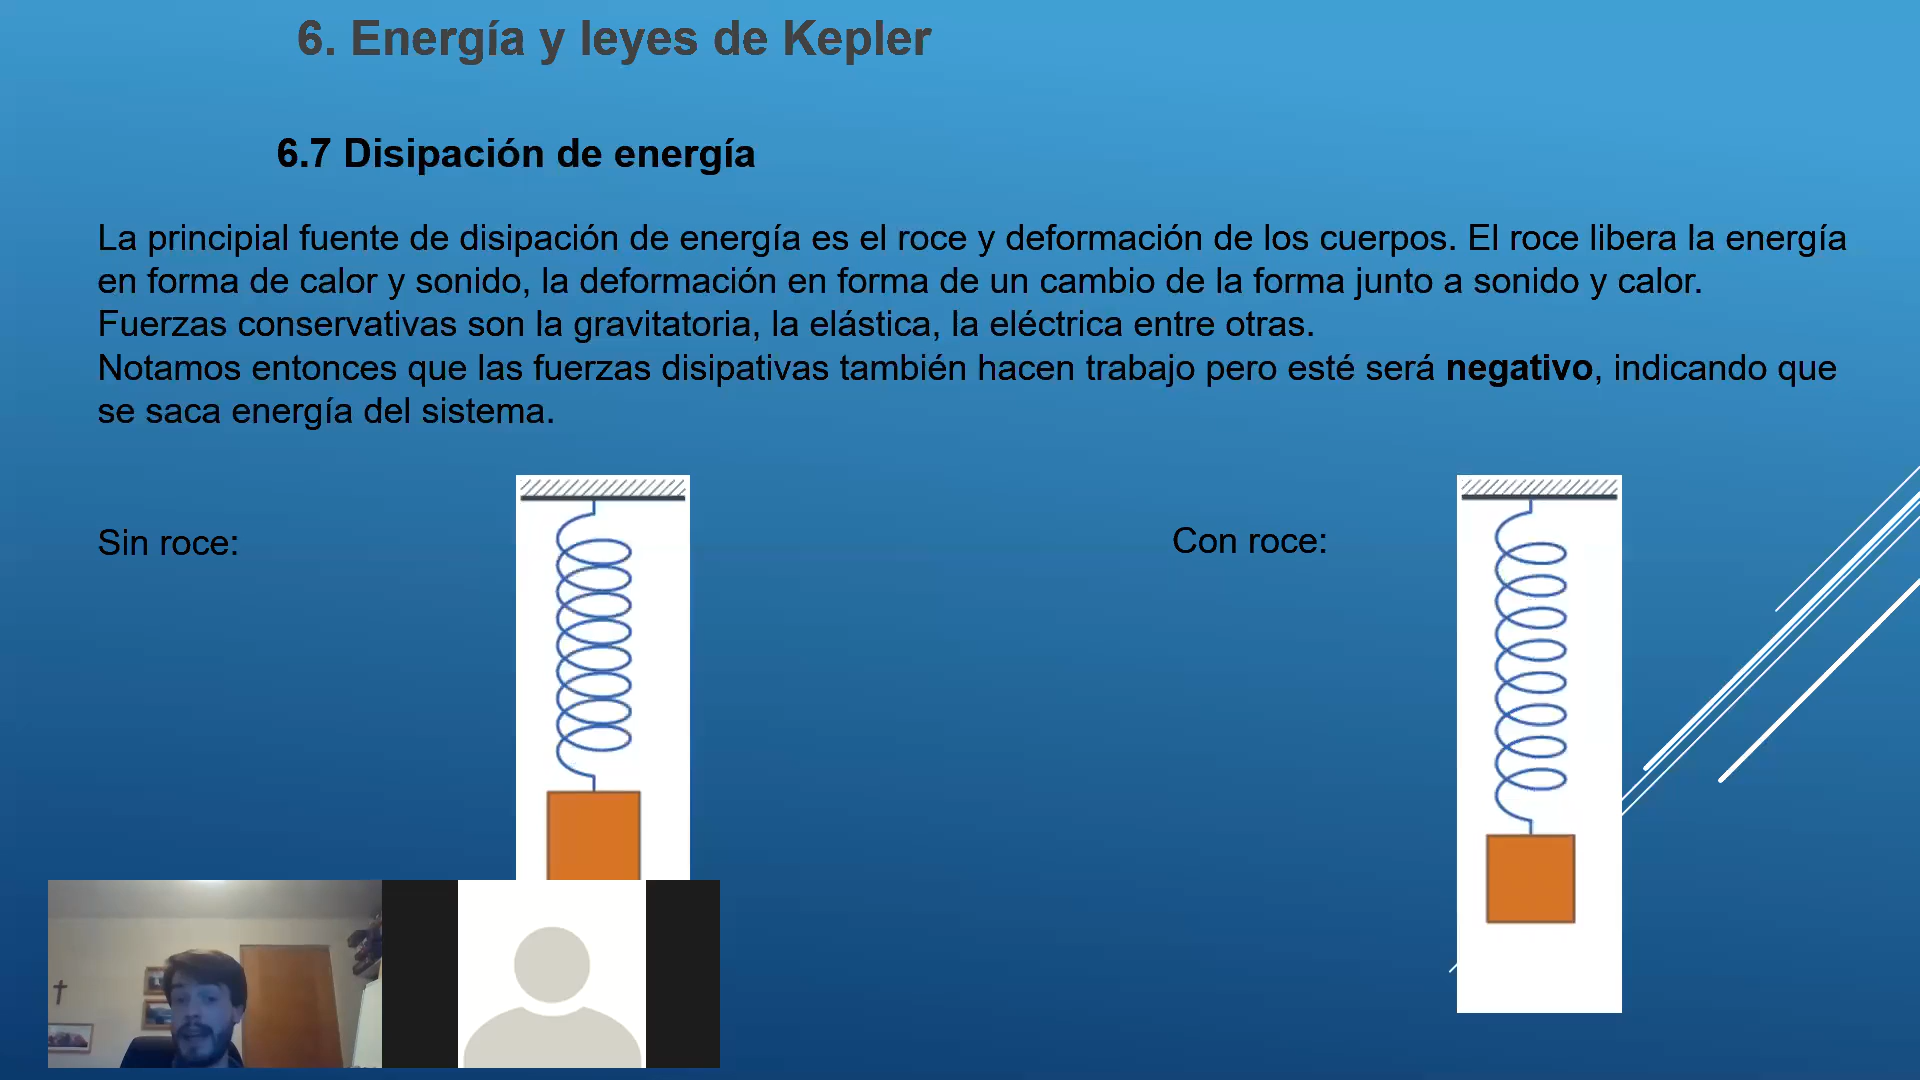 6. Energía y leyes de Kepler
6.7 Disipación de energía
La principial fuente de disipación de energía es el roce y deformación de los cuerpos. El roce libera la energía
en forma de calor y sonido, la deformación en forma de un cambio de la forma junto a sonido y calor.
Fuerzas conservativas son la gravitatoria, la elástica, la eléctrica entre otras.
Notamos entonces que las fuerzas disipativas también hacen trabajo pero esté será negativo, indicando que
se saca energía del sistema.
Sin roce:
Con roce: